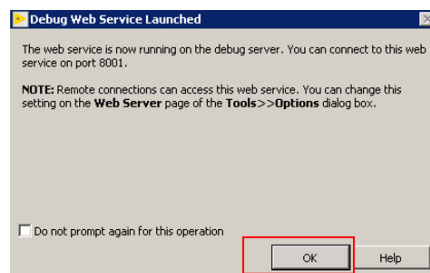 Debug Web Service Launched
The web service is now running on the debug server. You can connect to this web
service on port 8001.
NOTE: Remote connections can access this web service. You can change this
setting on the Web Server page of the Tools>>Options dialog box.
Do not prompt again for this operation
OK
Help